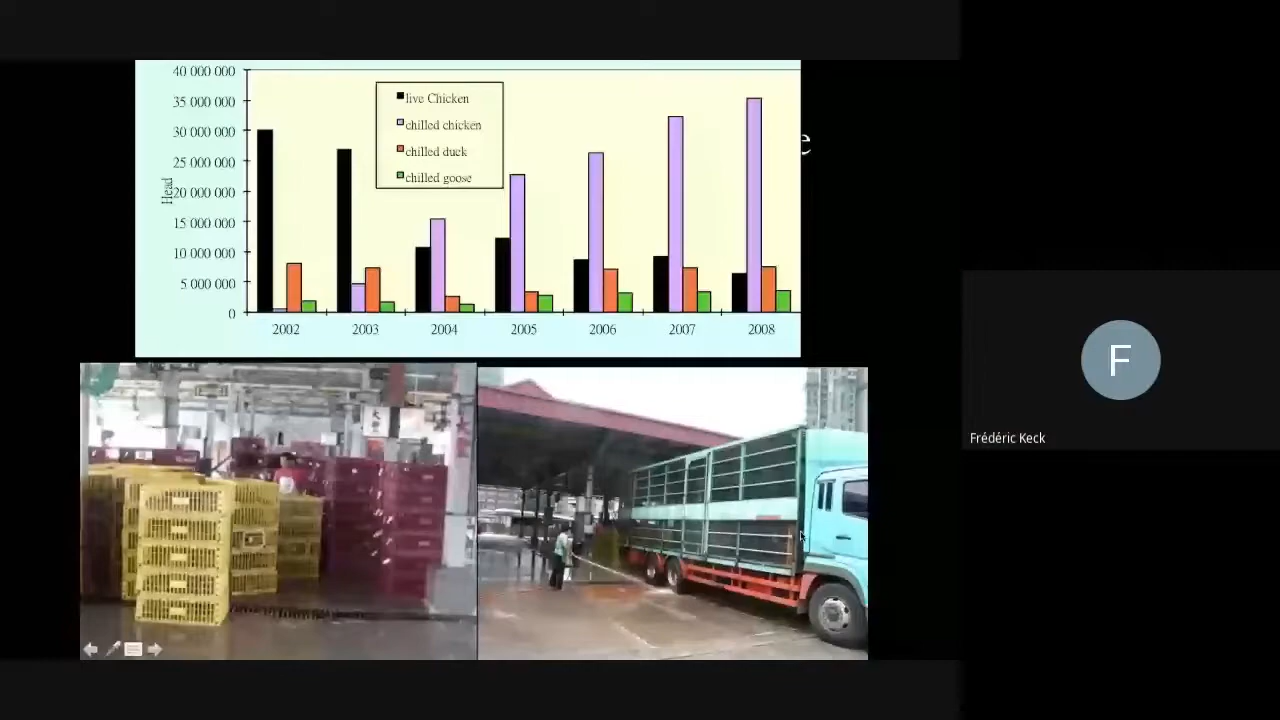 40 000 000
35 000 000
30 000 000
25 000 000
20 000 000
15 000 000
10 000 000
5 000 000
0
Head
live Chicken
chilled chicken
chilled duck
chilled goose
2002 2003 2004 2005 2006 2007 2008
e
F
Frédéric Keck